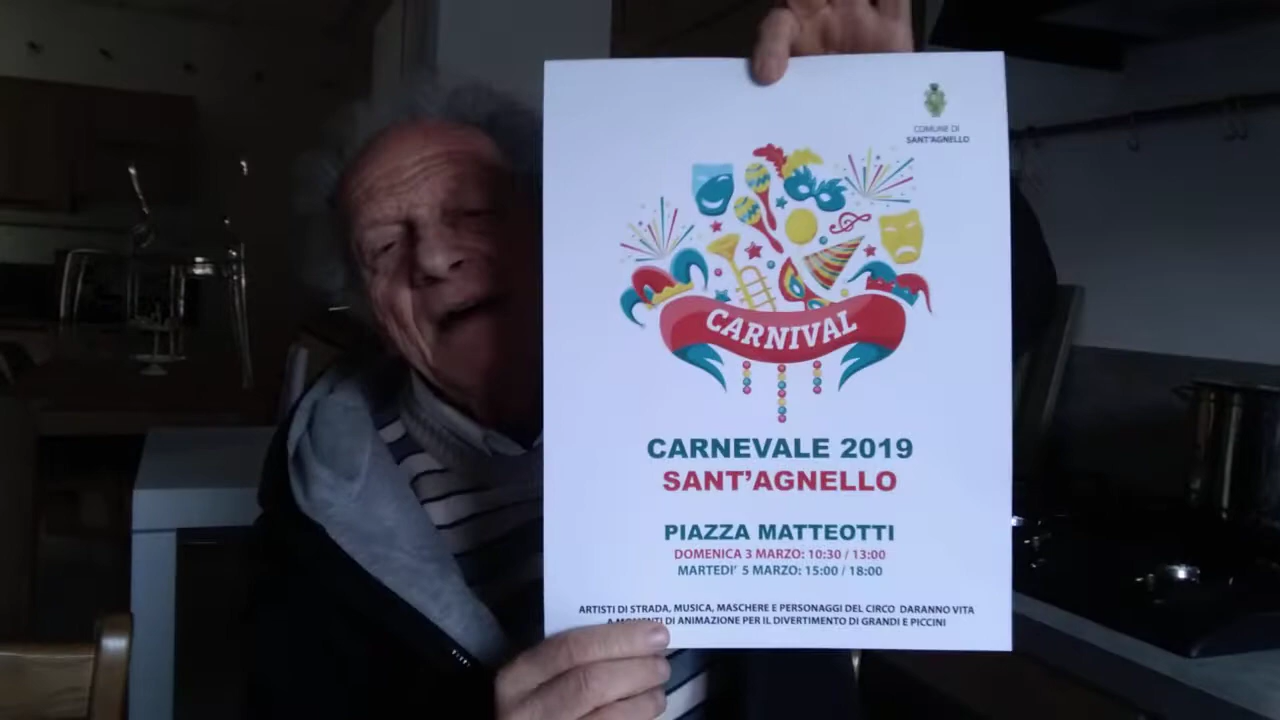 COMUNE DI
SANT'AGNELLO
CARNIVAL
CARNEVALE 2019
SANT'AGNELLO
PIAZZA MATTEOTTI
DOMENICA 3 MARZO: 10:30 / 13:00
MARTEDI' 5 MARZO: 15:00 / 18:00
ARTISTI DI STRADA, MUSICA, MASCHERE E PERSONAGGI DEL CIRCO DARANNO VITA
A MOMENTI DI ANIMAZIONE PER IL DIVERTIMENTO DI GRANDI E PICCINI